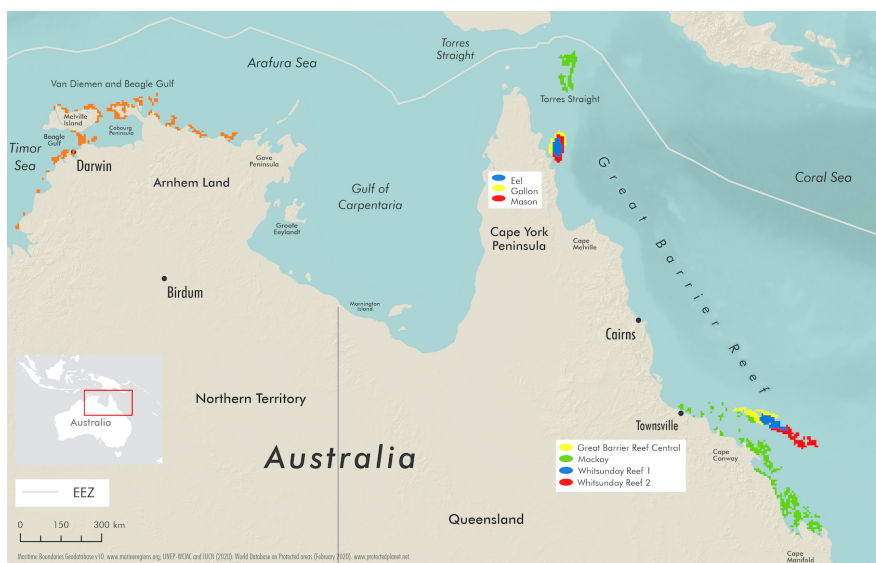 Torres
Straight
Arafura Sea
Van Diemen and Beagle Gulf
Torres Straight
Melville
Island
Cobourg
Peninsula
Beagle
Gulf
Timor
Sea
Darwin
Gove
Peninsula
Arnhem Land
Gulf of
Carpentaria
Eel
Gallon
Mason
Great Barrier Reef
Coral Sea
Groote
Eeylandt
Cape York
Peninsula
Cape
Melville
Birdum
Mornington
Island
Cairns
Northern Territory
Australia
Townsville
Great Barrier Reef Central
Mackay
Whitsunday Reef 1
Whitsunday Reef 2
Cape
Conway
Australia
EEZ
0 150 300 km
Queensland
Cape
Manifold
Maritime Boundaries Geodatabase v10. www.marineregions.org; UNEP-WCMC and IUCN (2020). World Database on Protected areas (February 2020). www.protectedplanet.net